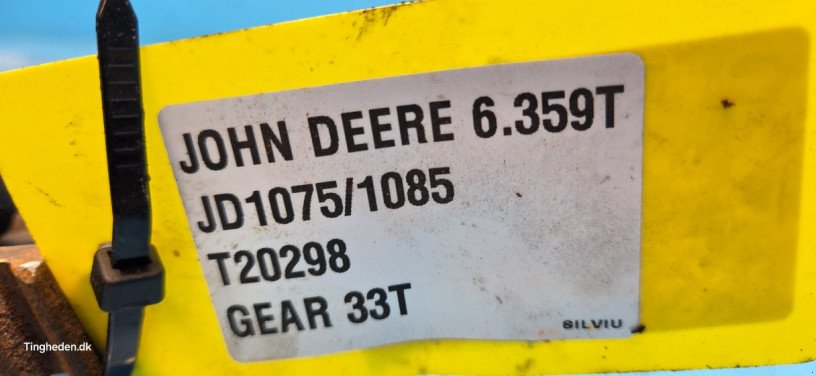 JOHN DEERE 6.359T
JD1075/1085
T20298
GEAR 33T
SILVIU
Tingheden.dk